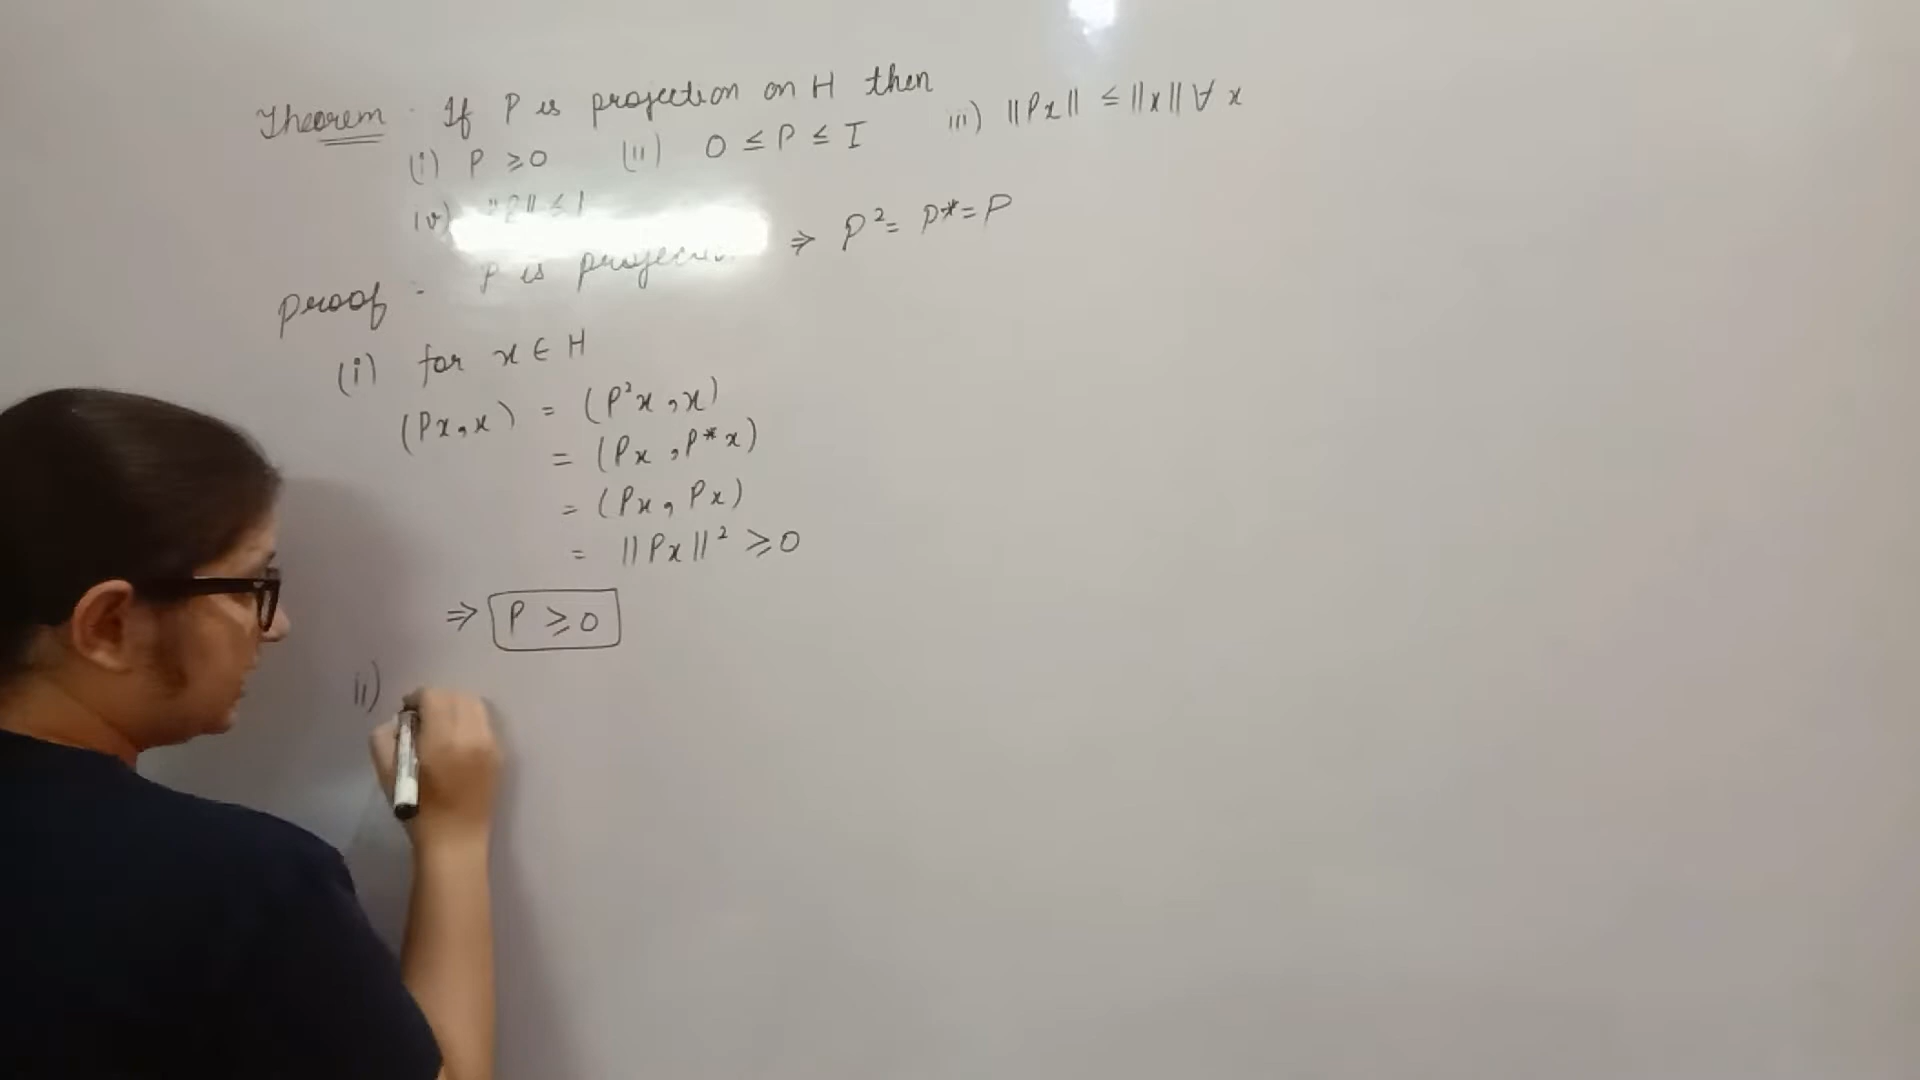 Theorem - If P is projection on H then
(i) P ≥ 0 (ii) 0 ≤ P ≤ I iii) ||Px|| ≤ ||x|| ∀ x
iv) ||P|| ≤ 1
Proof :- P is projection ⇒ P² = P* = P
(i) for x ∈ H
(Px, x) = (P²x, x)
= (Px, P*x)
= (Px, Px)
= ||Px||² ≥ 0
⇒ P ≥ 0
ii)